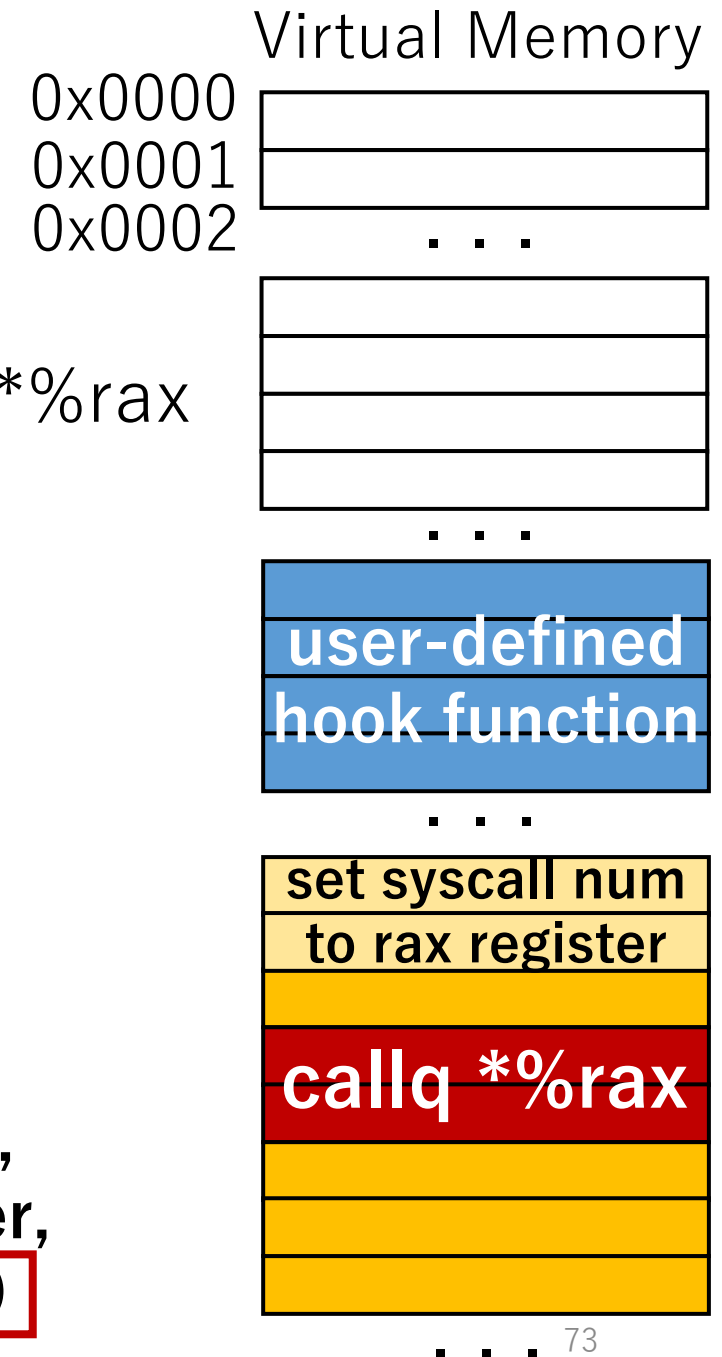 Virtual Memory
0x0000
0x0001
0x0002
. . .
*%rax
. . .
user-defined
hook function
. . .
set syscall num
to rax register
callq *%rax
,
er,
)
. . .
73